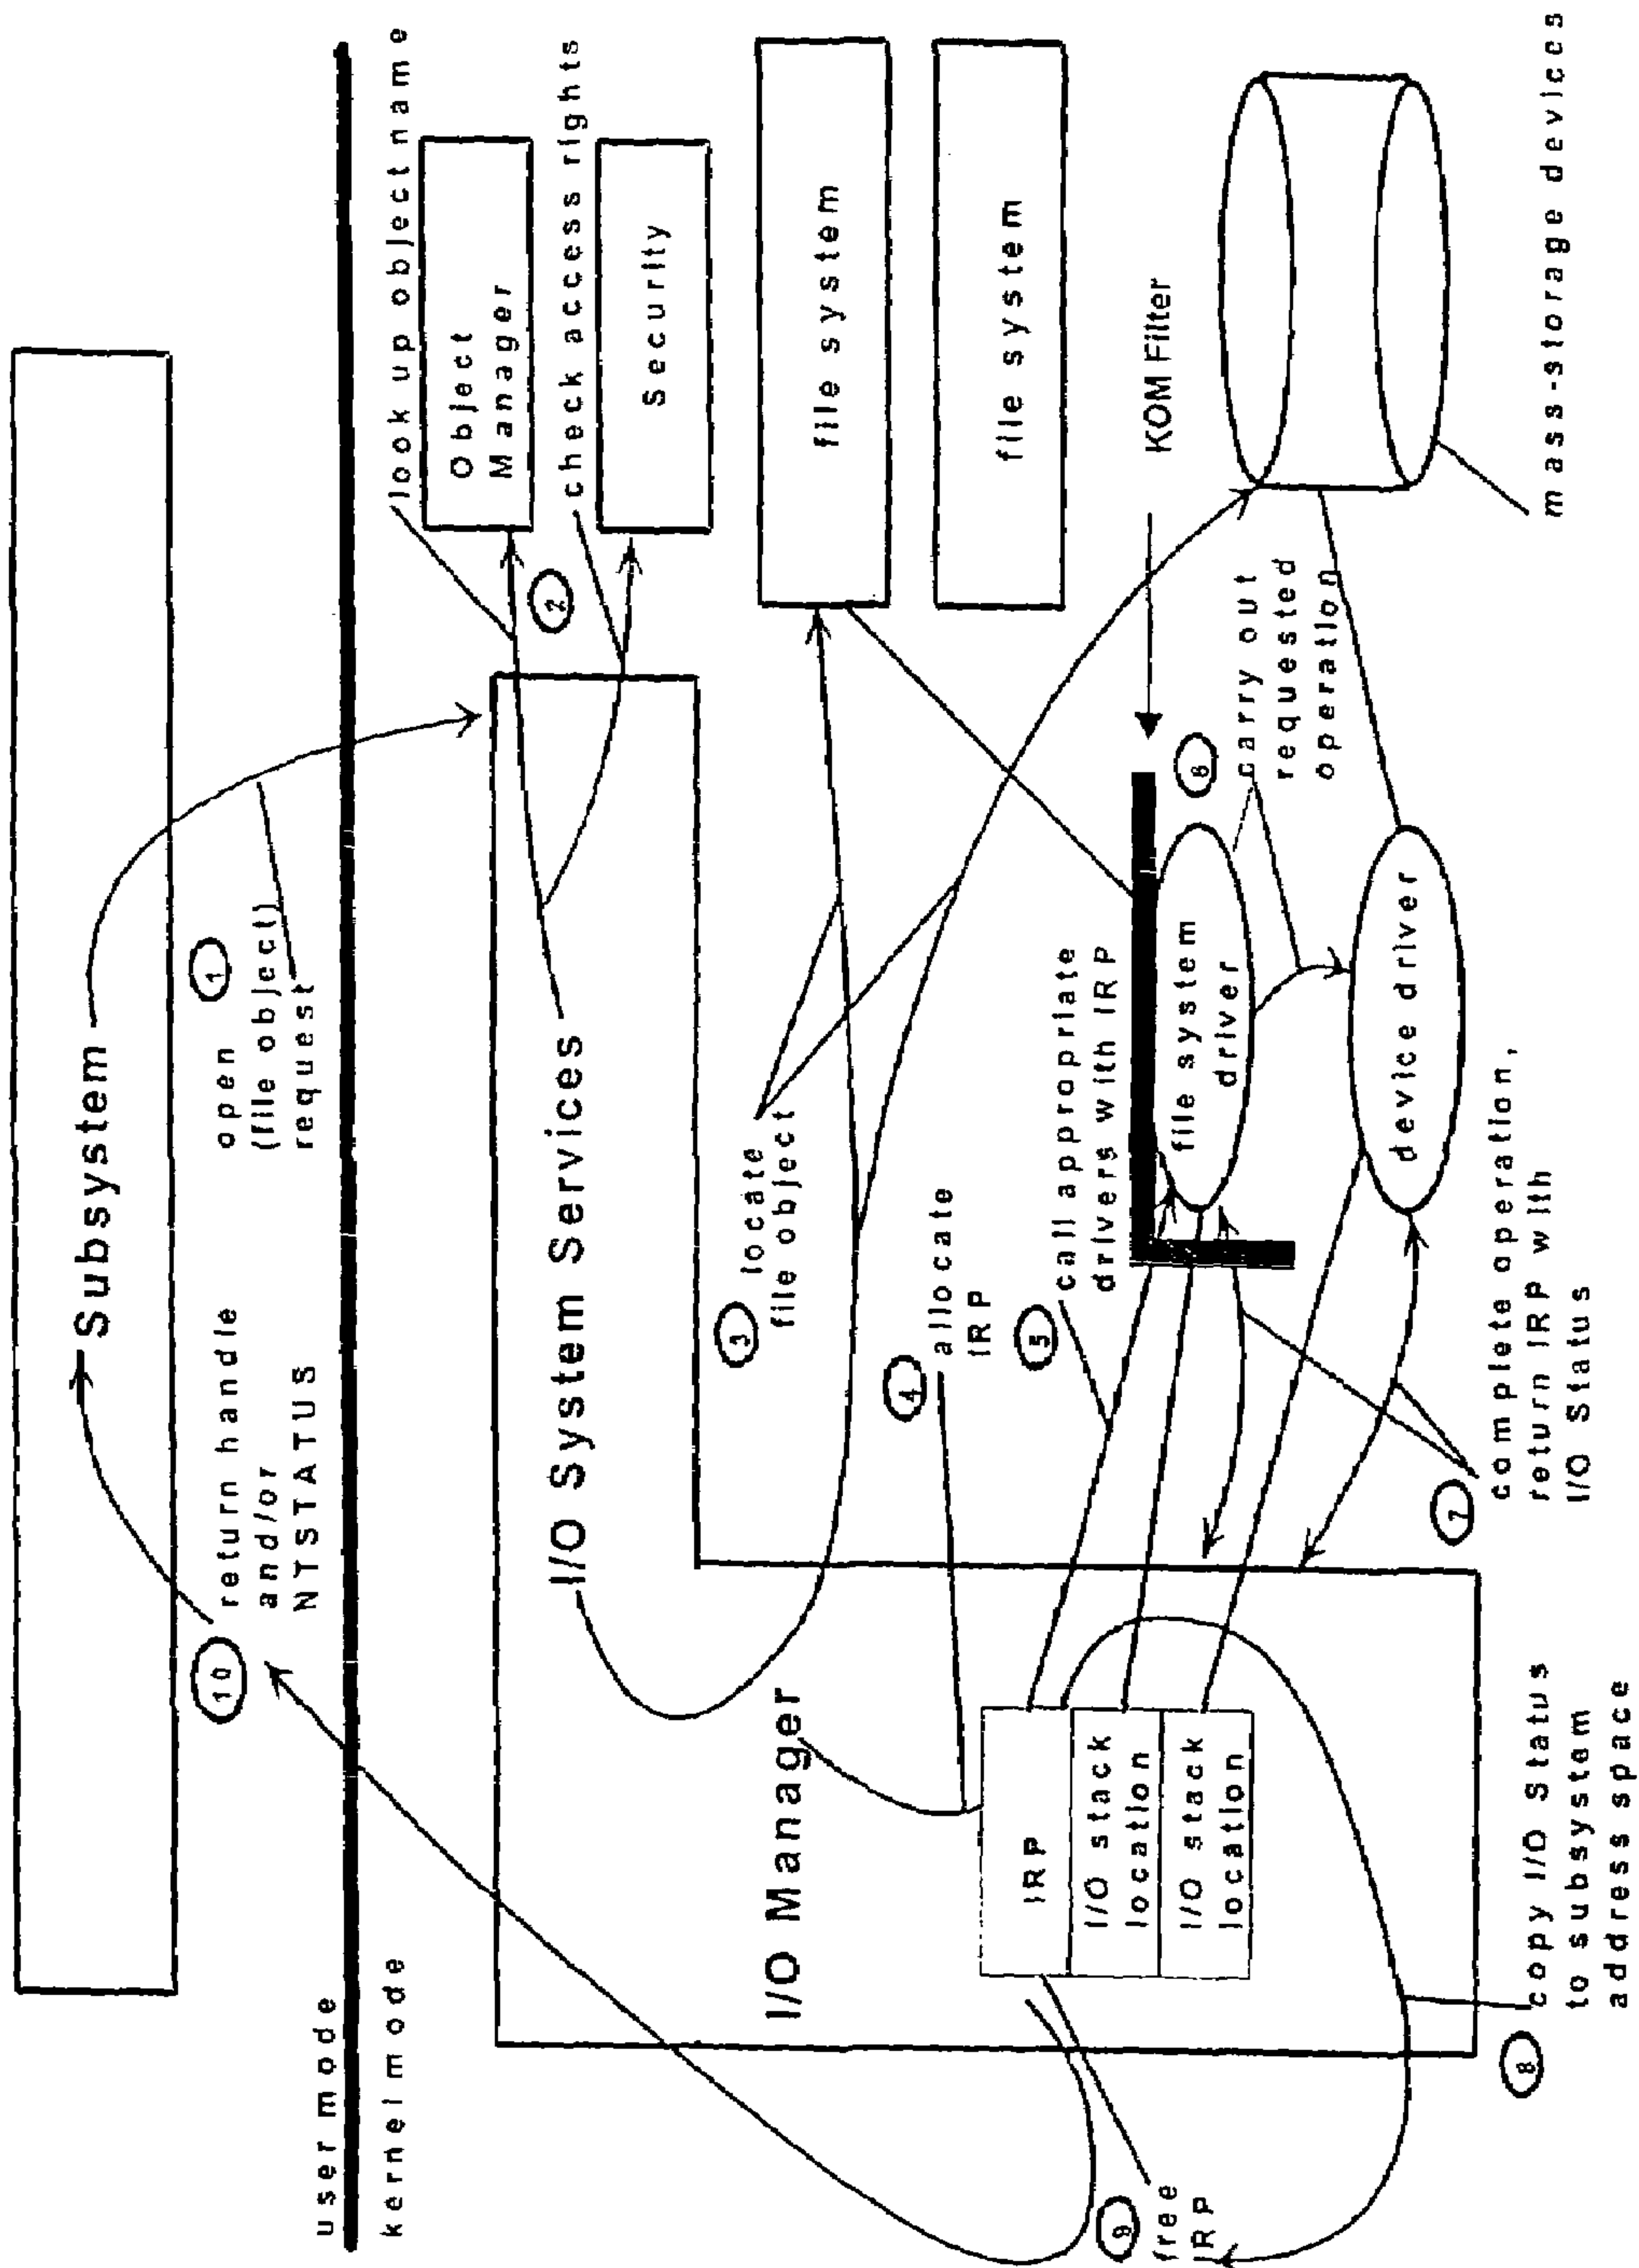 Subsystem
1
open
(file object)
request
10
return handle
and/or
NTSTATUS
user mode
kernel mode
look up object name
Object
Manager
2
check access rights
Security
I/O System Services
file system
file system
3
locate
file object
I/O Manager
4
allocate
IRP
5
call appropriate
drivers with IRP
KOM Filter
6
carry out
requested
operation
file system
driver
device driver
mass-storage devices
IRP
I/O stack
location
I/O stack
location
7
complete operation,
return IRP with
I/O Status
8
copy I/O Status
to subsystem
address space
9
free
IRP